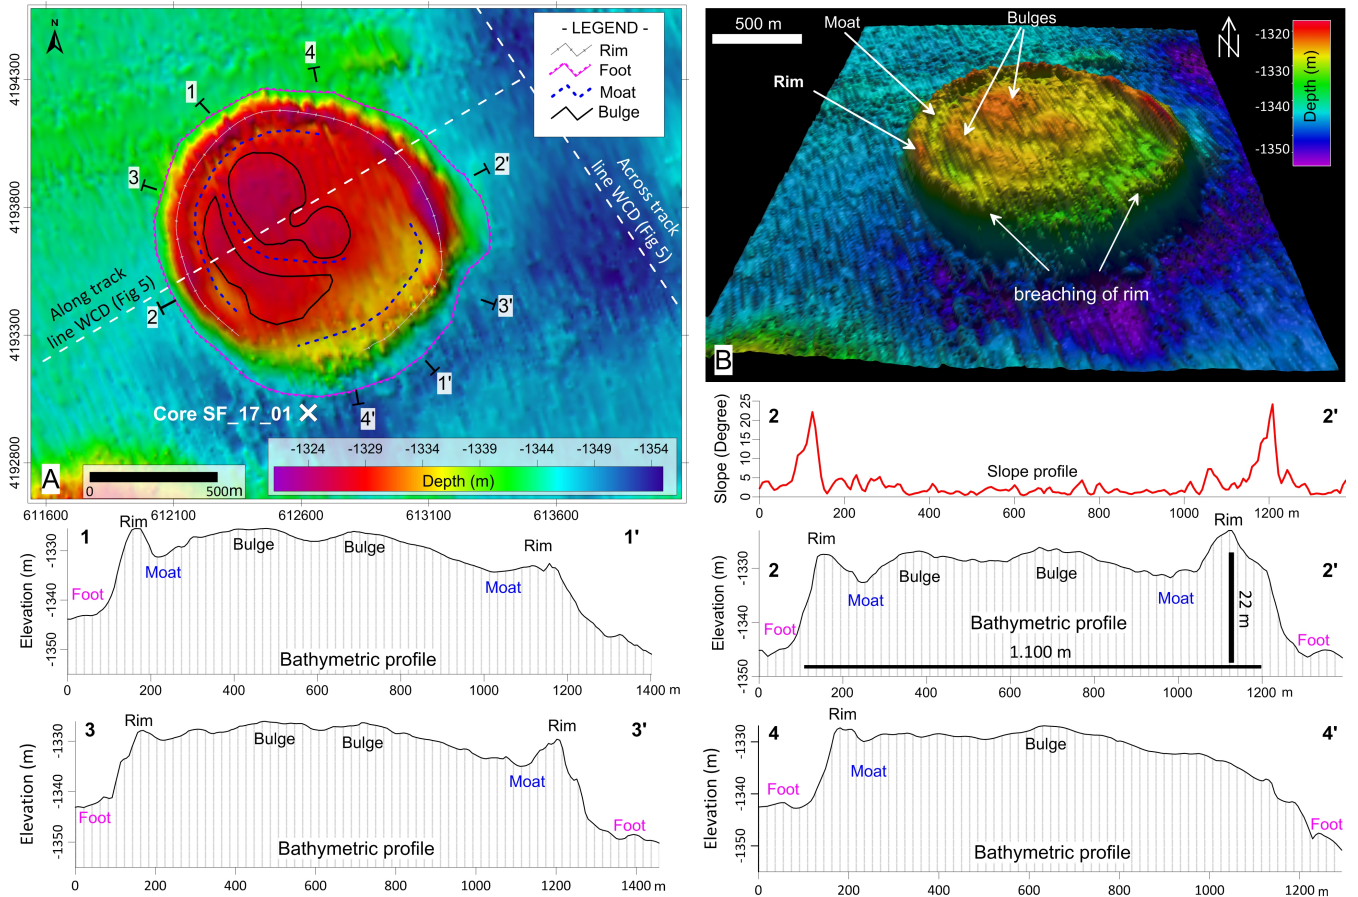 N
- LEGEND -
Rim
Foot
Moat
Bulge
4194300
4193800
4193300
4192800
1
2
3
4
1'
2'
3'
4'
Along track
line WCD (Fig 5)
Across track
line WCD (Fig 5)
Core SF_17_01
A
0
500m
-1324
-1329
-1334
-1339
-1344
-1349
-1354
Depth (m)
611600
612100
612600
613100
613600
500 m
Moat
Bulges
Rim
breaching of rim
B
N
-1320
-1330
-1340
-1350
Depth (m)
Slope (Degree)
0 5 10 15 20 25
2
2'
Slope profile
0 200 400 600 800 1000 1200 m
Elevation (m)
-1330
-1340
-1350
1
1'
Rim
Foot
Moat
Bulge
Bulge
Moat
Rim
Bathymetric profile
0 200 400 600 800 1000 1200 1400 m
Elevation (m)
-1330
-1340
-1350
2
2'
Rim
Foot
Moat
Bulge
Bulge
Moat
Rim
Foot
22 m
Bathymetric profile
1.100 m
0 200 400 600 800 1000 1200 m
Elevation (m)
-1330
-1340
-1350
3
3'
Rim
Foot
Bulge
Bulge
Moat
Rim
Foot
Bathymetric profile
0 200 400 600 800 1000 1200 1400 m
Elevation (m)
-1330
-1340
-1350
4
4'
Rim
Foot
Moat
Bulge
Foot
Bathymetric profile
0 200 400 600 800 1000 1200 m